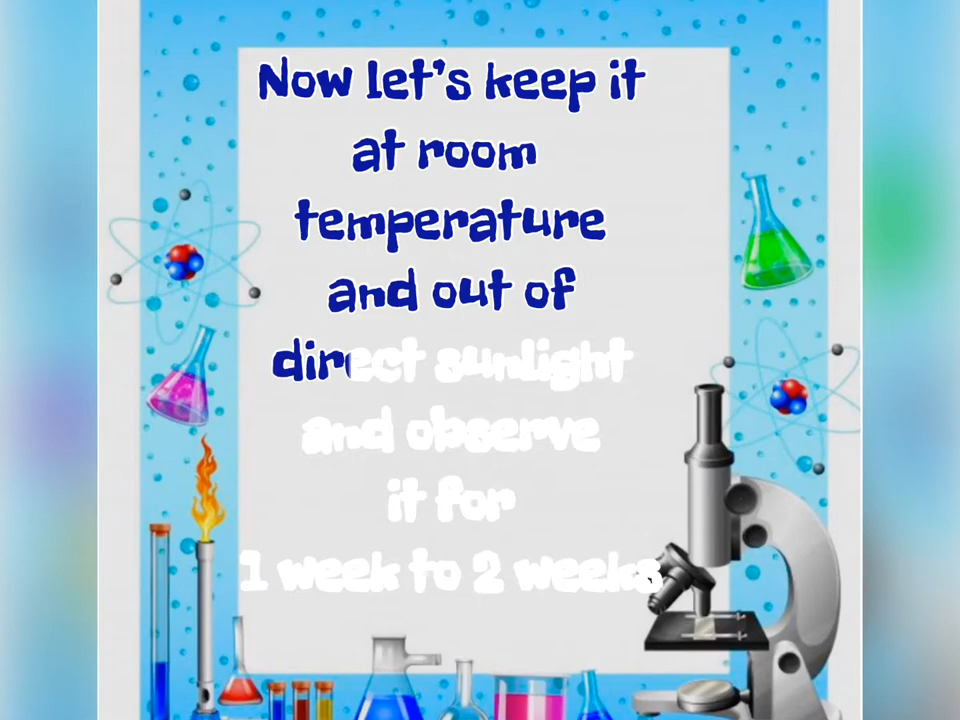 Now let's keep it
at room
temperature
and out of
direct sunlight
and observe
it for
1 week to 2 weeks